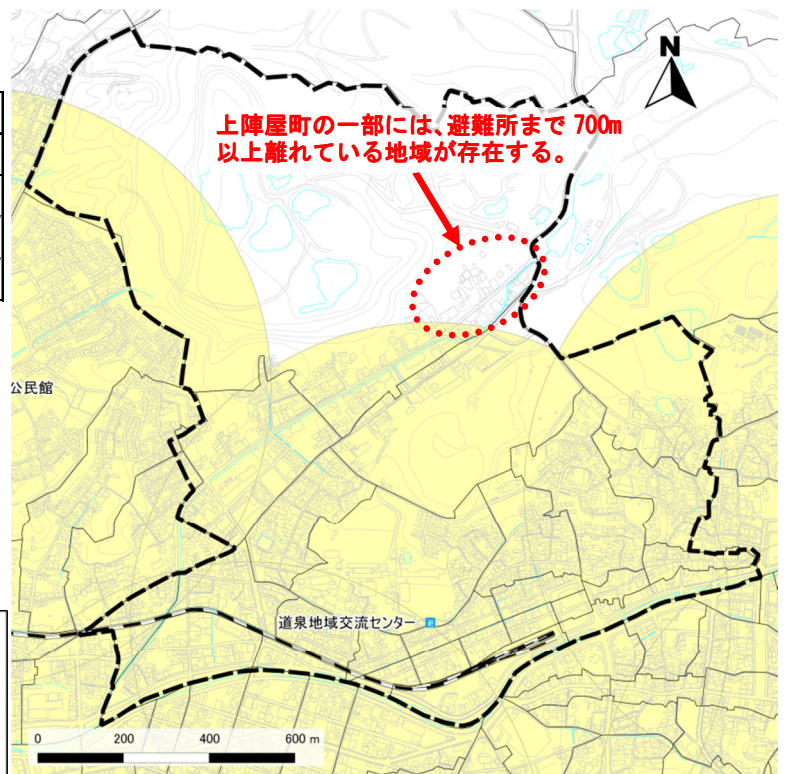 N
上陣屋町の一部には、避難所まで 700m
以上離れている地域が存在する。
公民館
道泉地域交流センター
0 200 400 600 m